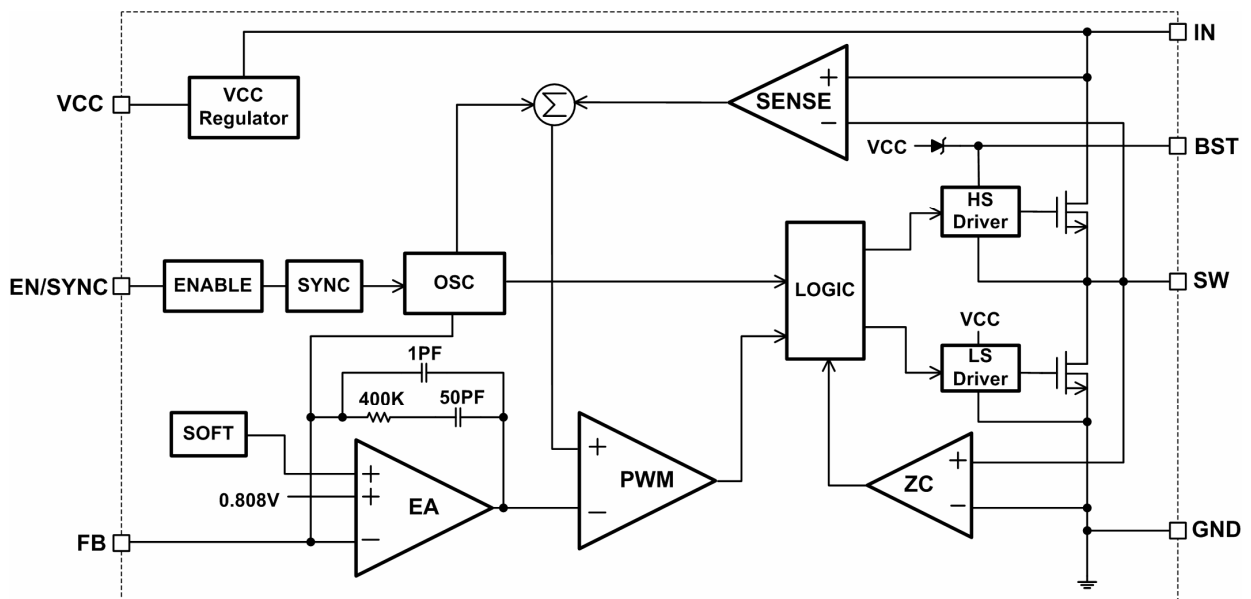 IN
VCC
VCC
Regulator
Σ
+
SENSE
−
VCC
BST
HS
Driver
EN/SYNC
ENABLE
SYNC
OSC
LOGIC
SW
VCC
LS
Driver
1PF
400K
50PF
SOFT
+
+
0.808V
EA
−
+
PWM
−
+
ZC
−
FB
GND